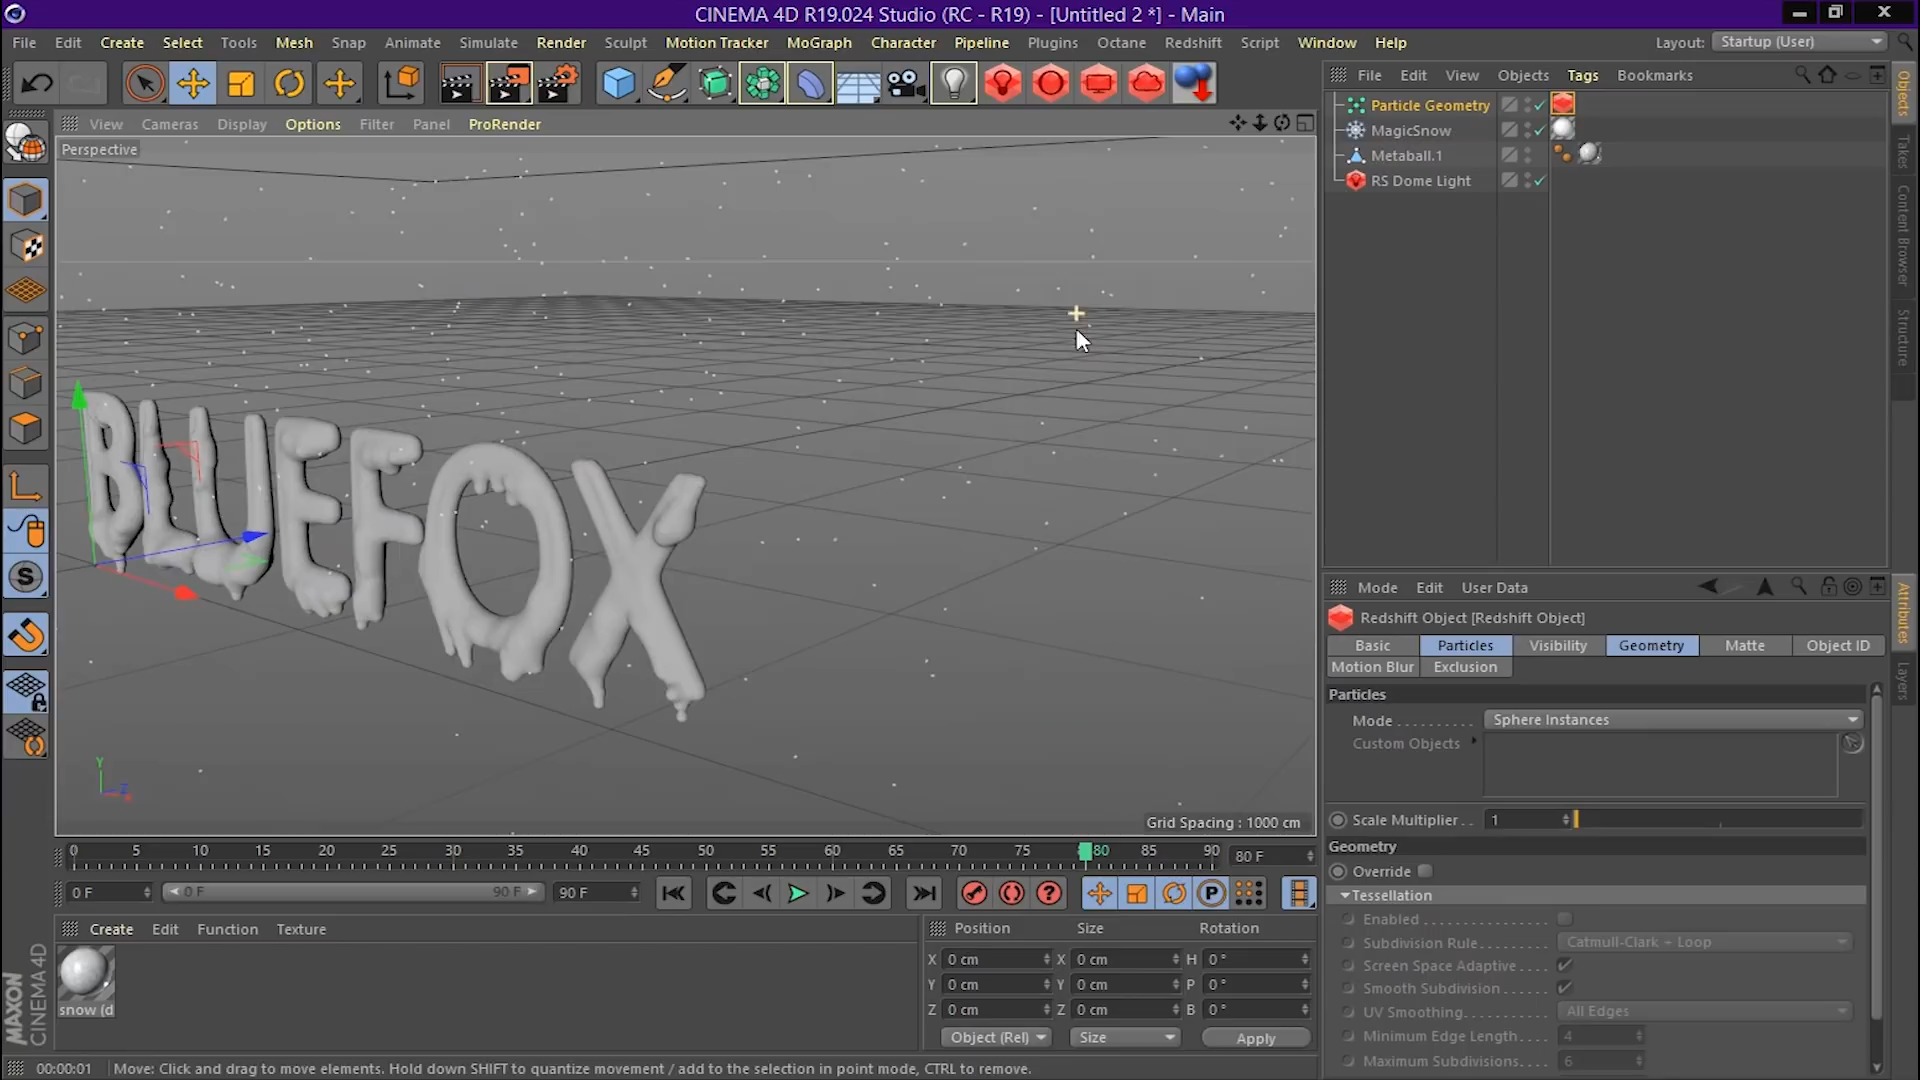 CINEMA 4D R19.024 Studio (RC - R19) - [Untitled 2 *] - Main
File Edit Create Select Tools Mesh Snap Animate Simulate Render Sculpt Motion Tracker MoGraph Character Pipeline Plugins Octane Redshift Script Window Help Layout: Startup (User)
File Edit View Objects Tags Bookmarks
View Cameras Display Options Filter Panel ProRender
Perspective
Particle Geometry
MagicSnow
Metaball.1
RS Dome Light
Objects
Takes
Content Browser
Structure
BLUEFOX
Y
Z
X
Grid Spacing : 1000 cm
Mode Edit User Data
Redshift Object [Redshift Object]
Basic Particles Visibility Geometry Matte Object ID
Motion Blur Exclusion
Particles
Mode . . . . . . . . . . Sphere Instances
Custom Objects
Scale Multiplier . . 1
Geometry
Override
Tessellation
Enabled . . . . . . . . . . . . . . .
Subdivision Rule . . . . . . . Catmull-Clark + Loop
Screen Space Adaptive . . . .
Smooth Subdivision . . . . .
UV Smoothing. . . . . . . . . . All Edges
Minimum Edge Length. . . . 4
Maximum Subdivisions. . . . 6
Attributes
Layers
0 5 10 15 20 25 30 35 40 45 50 55 60 65 70 75 80 85 90 80 F
0 F 0 F 90 F 90 F
P
S
Create Edit Function Texture
snow (d
Position Size Rotation
X 0 cm X 0 cm H 0 °
Y 0 cm Y 0 cm P 0 °
Z 0 cm Z 0 cm B 0 °
Object (Rel) Size Apply
MAXON
CINEMA 4D
00:00:01 Move: Click and drag to move elements. Hold down SHIFT to quantize movement / add to the selection in point mode, CTRL to remove.